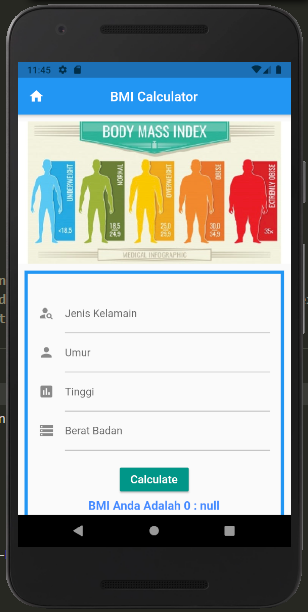 11:45
BMI Calculator
BODY MASS INDEX
UNDERWEIGHT
<18,5
NORMAL
18,5
24,9
OVERWEIGHT
25,0
29,9
OBESE
30,0
34,9
EXTREMLY OBESE
35<
MEDICAL INFOGRAPHIC
Jenis Kelamain
Umur
Tinggi
Berat Badan
Calculate
BMI Anda Adalah 0 : null